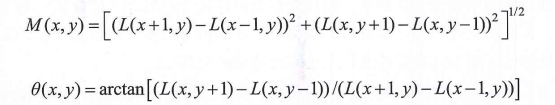 M(x, y) = [(L(x+1, y) − L(x−1, y))² + (L(x, y+1) − L(x, y−1))²]^{1/2}
θ(x, y) = arctan[(L(x, y+1) − L(x, y−1))/(L(x+1, y) − L(x−1, y))]